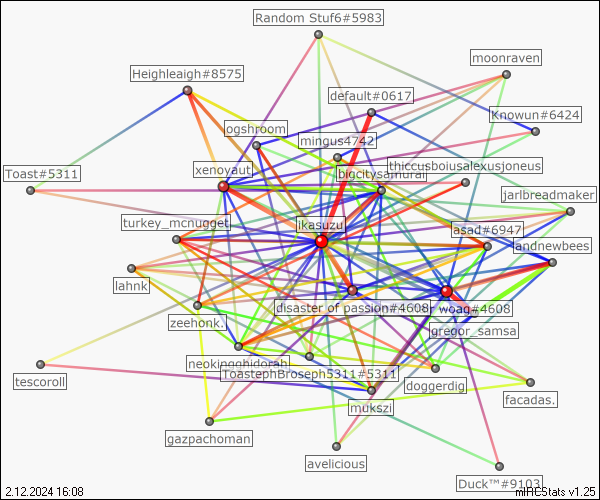 Random Stuf6#5983
moonraven
Heighleaigh#8575
default#0617
Knowun#6424
ogshroom
mingus4742
thiccusboiusalexusjoneus
Toast#5311
xenoyaut
bigcitysamurai
jarlbreadmaker
turkey_mcnugget
ikasuzu
asad#6947
andnewbees
lahnk
disaster of passion#4608
woag#4608
zeehonk.
gregor_samsa
neokingghidorah
ToastephBroseph5311#5311
doggerdig
tescoroll
mukszi
facadas.
gazpachoman
avelicious
Duck™#9103
2.12.2024 16:08
mIRCStats v1.25